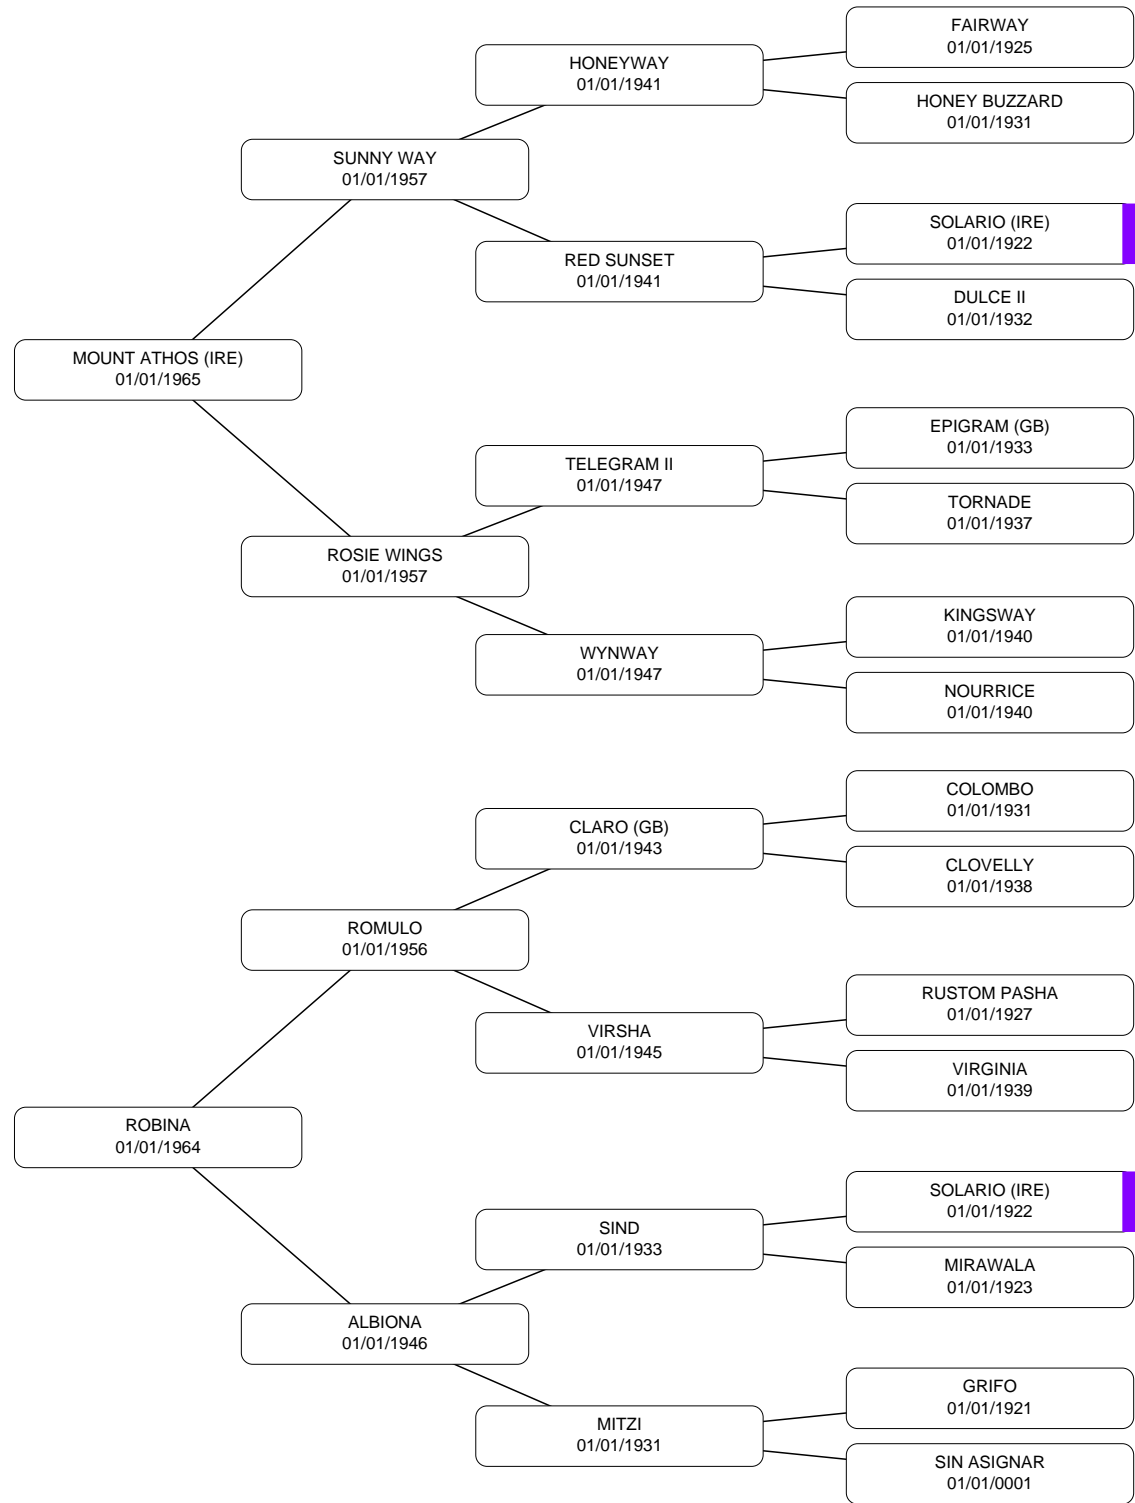 FAIRWAY
01/01/1925
HONEYWAY
01/01/1941
HONEY BUZZARD
01/01/1931
SUNNY WAY
01/01/1957
SOLARIO (IRE)
01/01/1922
RED SUNSET
01/01/1941
DULCE II
01/01/1932
MOUNT ATHOS (IRE)
01/01/1965
EPIGRAM (GB)
01/01/1933
TELEGRAM II
01/01/1947
TORNADE
01/01/1937
ROSIE WINGS
01/01/1957
KINGSWAY
01/01/1940
WYNWAY
01/01/1947
NOURRICE
01/01/1940
COLOMBO
01/01/1931
CLARO (GB)
01/01/1943
CLOVELLY
01/01/1938
ROMULO
01/01/1956
RUSTOM PASHA
01/01/1927
VIRSHA
01/01/1945
VIRGINIA
01/01/1939
ROBINA
01/01/1964
SOLARIO (IRE)
01/01/1922
SIND
01/01/1933
MIRAWALA
01/01/1923
ALBIONA
01/01/1946
GRIFO
01/01/1921
MITZI
01/01/1931
SIN ASIGNAR
01/01/0001